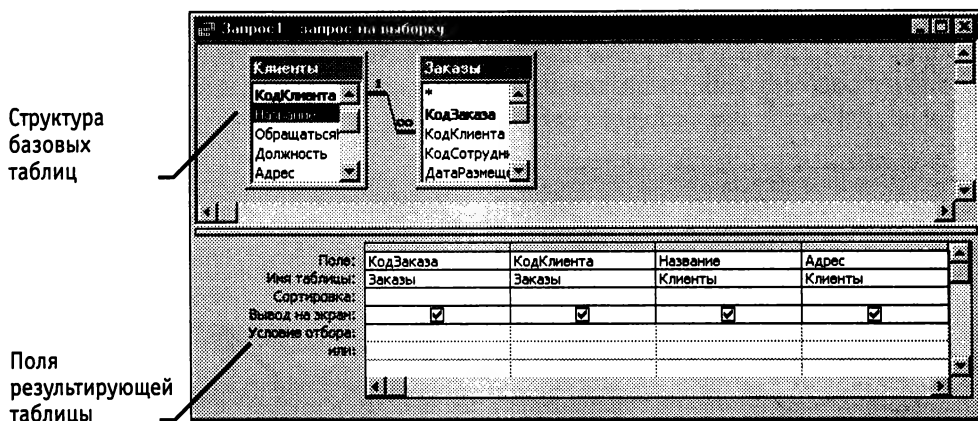 Запрос1 запрос на выборку
Клиенты
КодКлиента
Название
Обращаться
Должность
Адрес
1
∞
Заказы
*
КодЗаказа
КодКлиента
КодСотрудн
ДатаРазмещ
Структура
базовых
таблиц
Поле: КодЗаказа КодКлиента Название Адрес
Имя таблицы: Заказы Заказы Клиенты Клиенты
Сортировка:
Вывод на экран:
Условие отбора:
или:
Поля
результирующей
таблицы